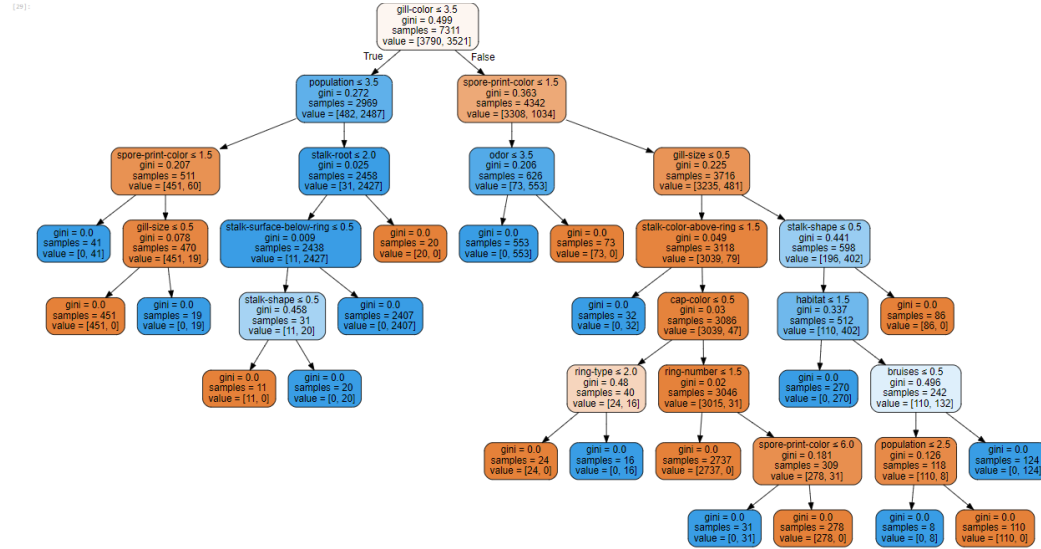 [29]:
gill-color ≤ 3.5
gini = 0.499
samples = 7311
value = [3790, 3521]
True
False
population ≤ 3.5
gini = 0.272
samples = 2969
value = [482, 2487]
spore-print-color ≤ 1.5
gini = 0.363
samples = 4342
value = [3308, 1034]
spore-print-color ≤ 1.5
gini = 0.207
samples = 511
value = [451, 60]
stalk-root ≤ 2.0
gini = 0.025
samples = 2458
value = [31, 2427]
odor ≤ 3.5
gini = 0.206
samples = 626
value = [73, 553]
gill-size ≤ 0.5
gini = 0.225
samples = 3716
value = [3235, 481]
gini = 0.0
samples = 41
value = [0, 41]
gill-size ≤ 0.5
gini = 0.078
samples = 470
value = [451, 19]
stalk-surface-below-ring ≤ 0.5
gini = 0.009
samples = 2438
value = [11, 2427]
gini = 0.0
samples = 20
value = [20, 0]
gini = 0.0
samples = 553
value = [0, 553]
gini = 0.0
samples = 73
value = [73, 0]
stalk-color-above-ring ≤ 1.5
gini = 0.049
samples = 3118
value = [3039, 79]
stalk-shape ≤ 0.5
gini = 0.441
samples = 598
value = [196, 402]
gini = 0.0
samples = 451
value = [451, 0]
gini = 0.0
samples = 19
value = [0, 19]
stalk-shape ≤ 0.5
gini = 0.458
samples = 31
value = [11, 20]
gini = 0.0
samples = 2407
value = [0, 2407]
gini = 0.0
samples = 32
value = [0, 32]
cap-color ≤ 0.5
gini = 0.03
samples = 3086
value = [3039, 47]
habitat ≤ 1.5
gini = 0.337
samples = 512
value = [110, 402]
gini = 0.0
samples = 86
value = [86, 0]
gini = 0.0
samples = 11
value = [11, 0]
gini = 0.0
samples = 20
value = [0, 20]
ring-type ≤ 2.0
gini = 0.48
samples = 40
value = [24, 16]
ring-number ≤ 1.5
gini = 0.02
samples = 3046
value = [3015, 31]
gini = 0.0
samples = 270
value = [0, 270]
bruises ≤ 0.5
gini = 0.496
samples = 242
value = [110, 132]
gini = 0.0
samples = 24
value = [24, 0]
gini = 0.0
samples = 16
value = [0, 16]
gini = 0.0
samples = 2737
value = [2737, 0]
spore-print-color ≤ 6.0
gini = 0.181
samples = 309
value = [278, 31]
population ≤ 2.5
gini = 0.126
samples = 118
value = [110, 8]
gini = 0.0
samples = 124
value = [0, 124]
gini = 0.0
samples = 31
value = [0, 31]
gini = 0.0
samples = 278
value = [278, 0]
gini = 0.0
samples = 8
value = [0, 8]
gini = 0.0
samples = 110
value = [110, 0]